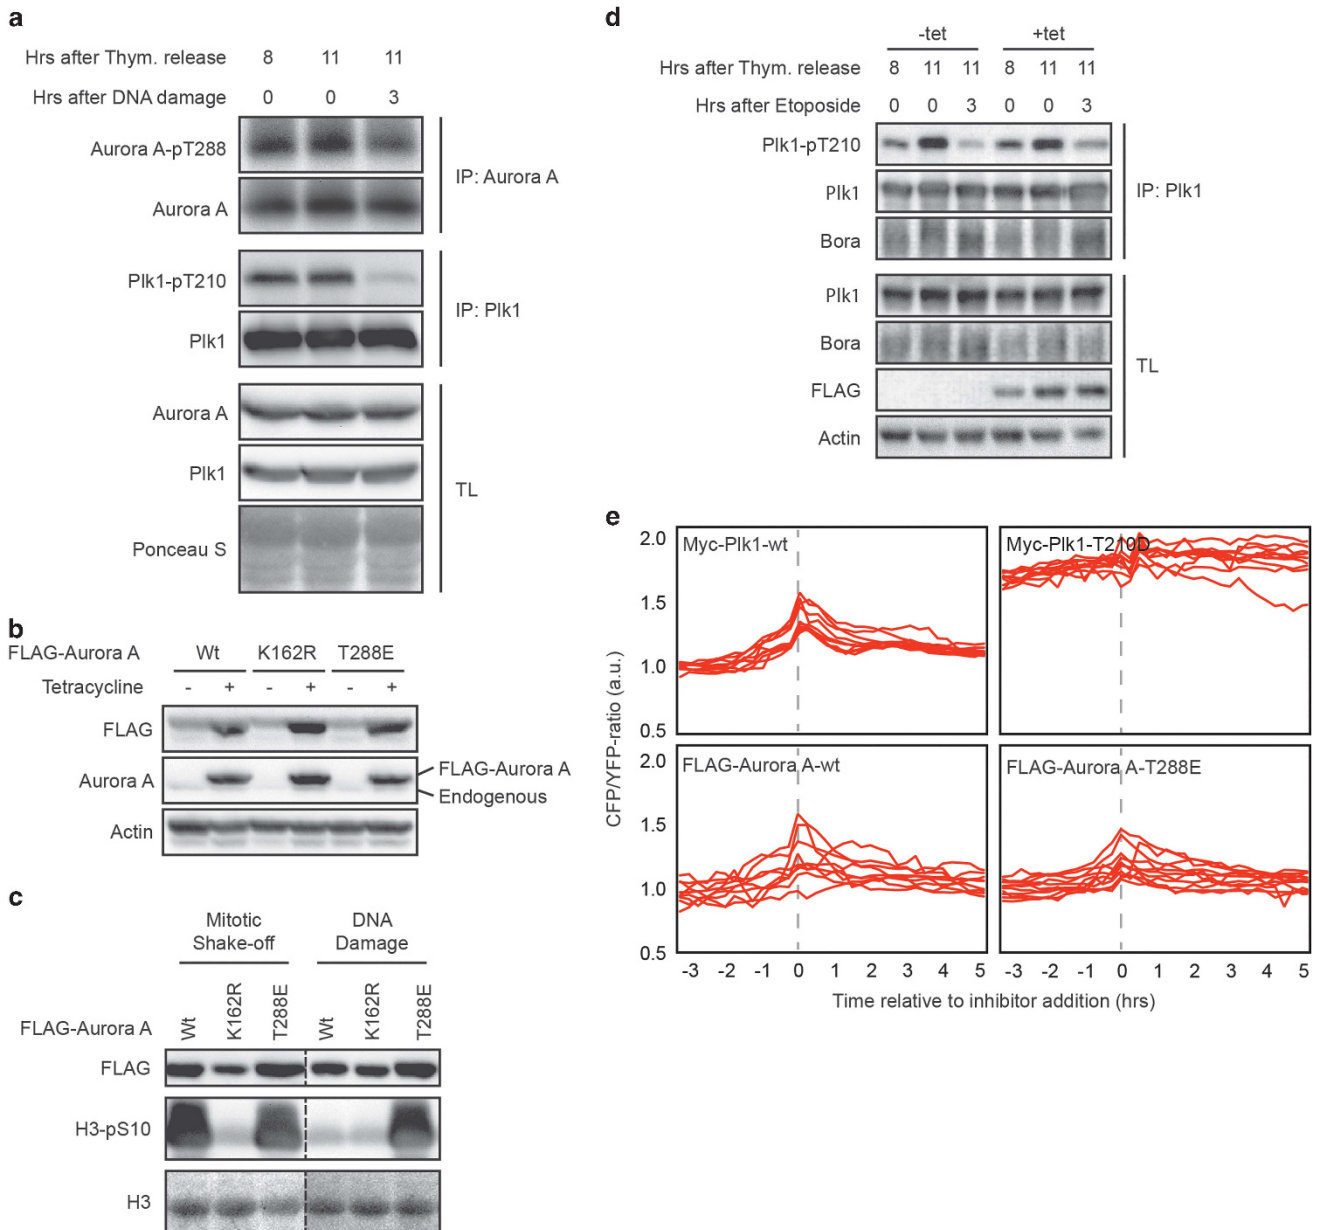 a
Hrs after Thym. release 8 11 11
Hrs after DNA damage 0 0 3
Aurora A-pT288
Aurora A
IP: Aurora A
Plk1-pT210
Plk1
IP: Plk1
Aurora A
Plk1
Ponceau S
TL
b
FLAG-Aurora A Wt K162R T288E
Tetracycline - + - + - +
FLAG
Aurora A
FLAG-Aurora A
Endogenous
Actin
c
Mitotic Shake-off
DNA Damage
FLAG-Aurora A Wt K162R T288E Wt K162R T288E
FLAG
H3-pS10
H3
d
-tet +tet
Hrs after Thym. release 8 11 11 8 11 11
Hrs after Etoposide 0 0 3 0 0 3
Plk1-pT210
Plk1
Bora
IP: Plk1
Plk1
Bora
FLAG
Actin
TL
e
CFP/YFP-ratio (a.u.)
2.0
1.5
1.0
0.5
Myc-Plk1-wt
Myc-Plk1-T210D
2.0
1.5
1.0
0.5
FLAG-Aurora A-wt
FLAG-Aurora A-T288E
-3 -2 -1 0 1 2 3 4 5
-3 -2 -1 0 1 2 3 4 5
Time relative to inhibitor addition (hrs)